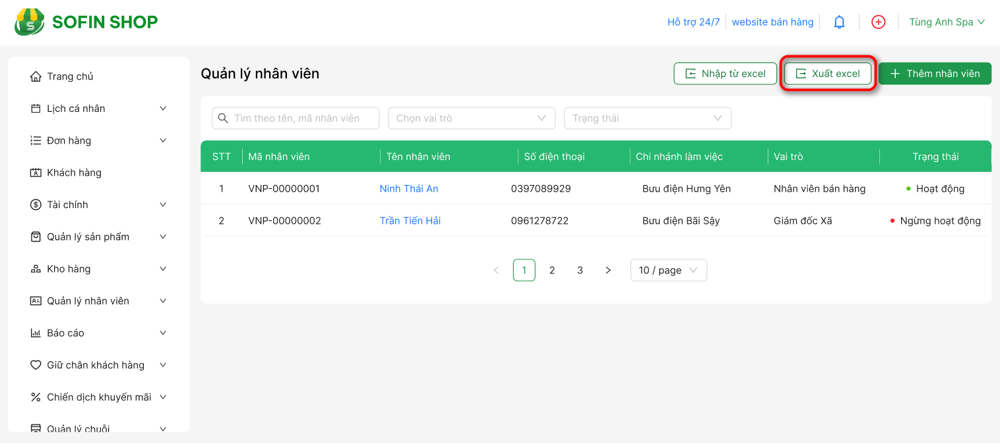 SOFIN SHOP
Hỗ trợ 24/7
website bán hàng
Tùng Anh Spa
Trang chủ
Lịch cá nhân
Đơn hàng
Khách hàng
Tài chính
Quản lý sản phẩm
Kho hàng
Quản lý nhân viên
Báo cáo
Giữ chân khách hàng
Chiến dịch khuyến mãi
Quản lý chuỗi
Quản lý nhân viên
Nhập từ excel
Xuất excel
Thêm nhân viên
Tìm theo tên, mã nhân viên
Chọn vai trò
Trạng thái
STT Mã nhân viên Tên nhân viên Số điện thoại Chi nhánh làm việc Vai trò Trạng thái
1 VNP-00000001 Ninh Thái An 0397089929 Bưu điện Hưng Yên Nhân viên bán hàng Hoạt động
2 VNP-00000002 Trần Tiến Hải 0961278722 Bưu điện Bãi Sậy Giám đốc Xã Ngừng hoạt động
< 1 2 3 > 10 / page